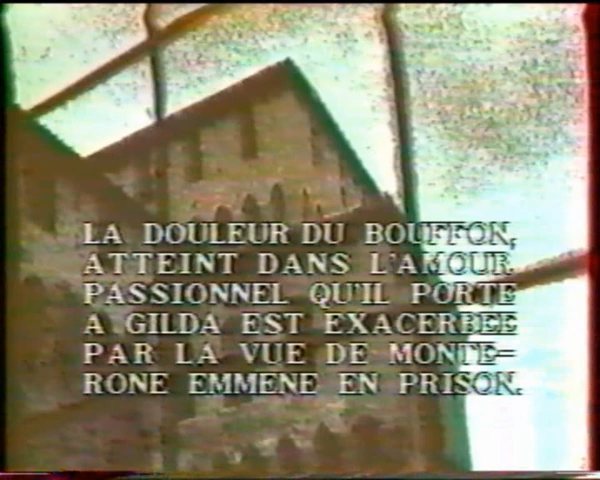 LA DOULEUR DU BOUFFON,
ATTEINT DANS L'AMOUR
PASSIONNEL QU'IL PORTE
A GILDA EST EXACERBEE
PAR LA VUE DE MONTE=
RONE EMMENE EN PRISON.